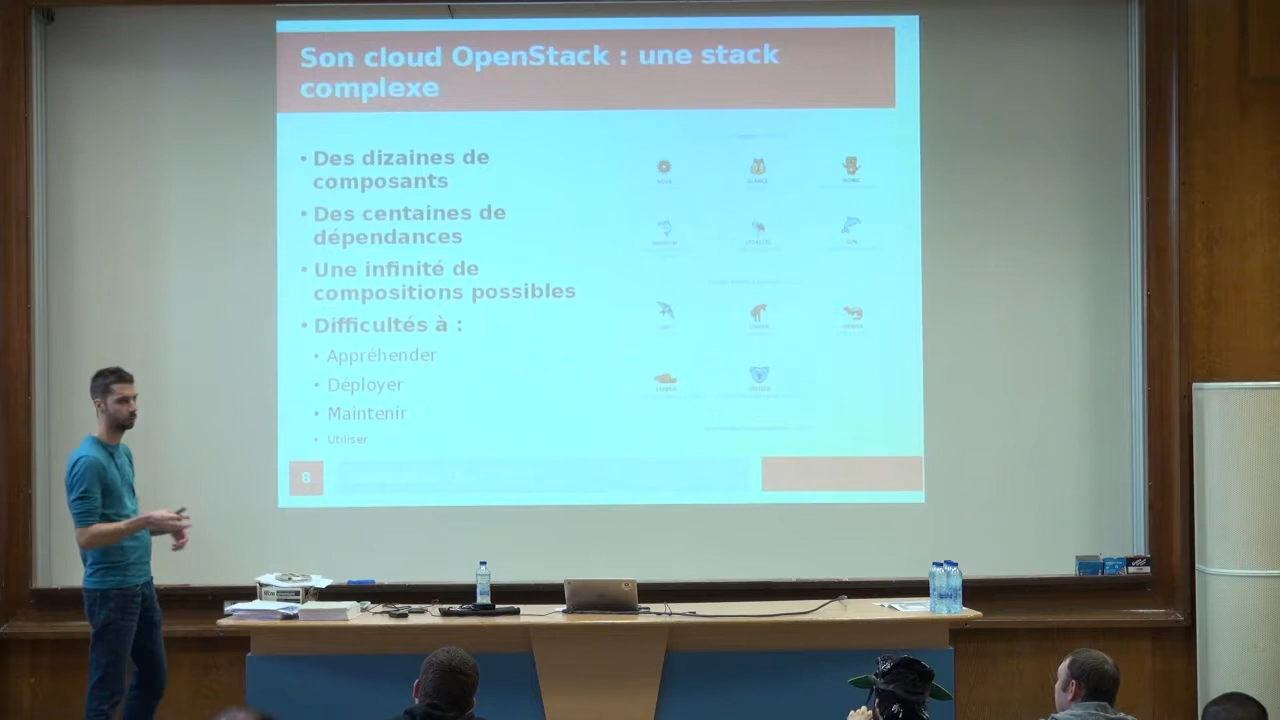 Son cloud OpenStack : une stack
complexe
• Des dizaines de
composants
• Des centaines de
dépendances
• Une infinité de
compositions possibles
• Difficultés à :
• Appréhender
• Déployer
• Maintenir
• Utiliser
8